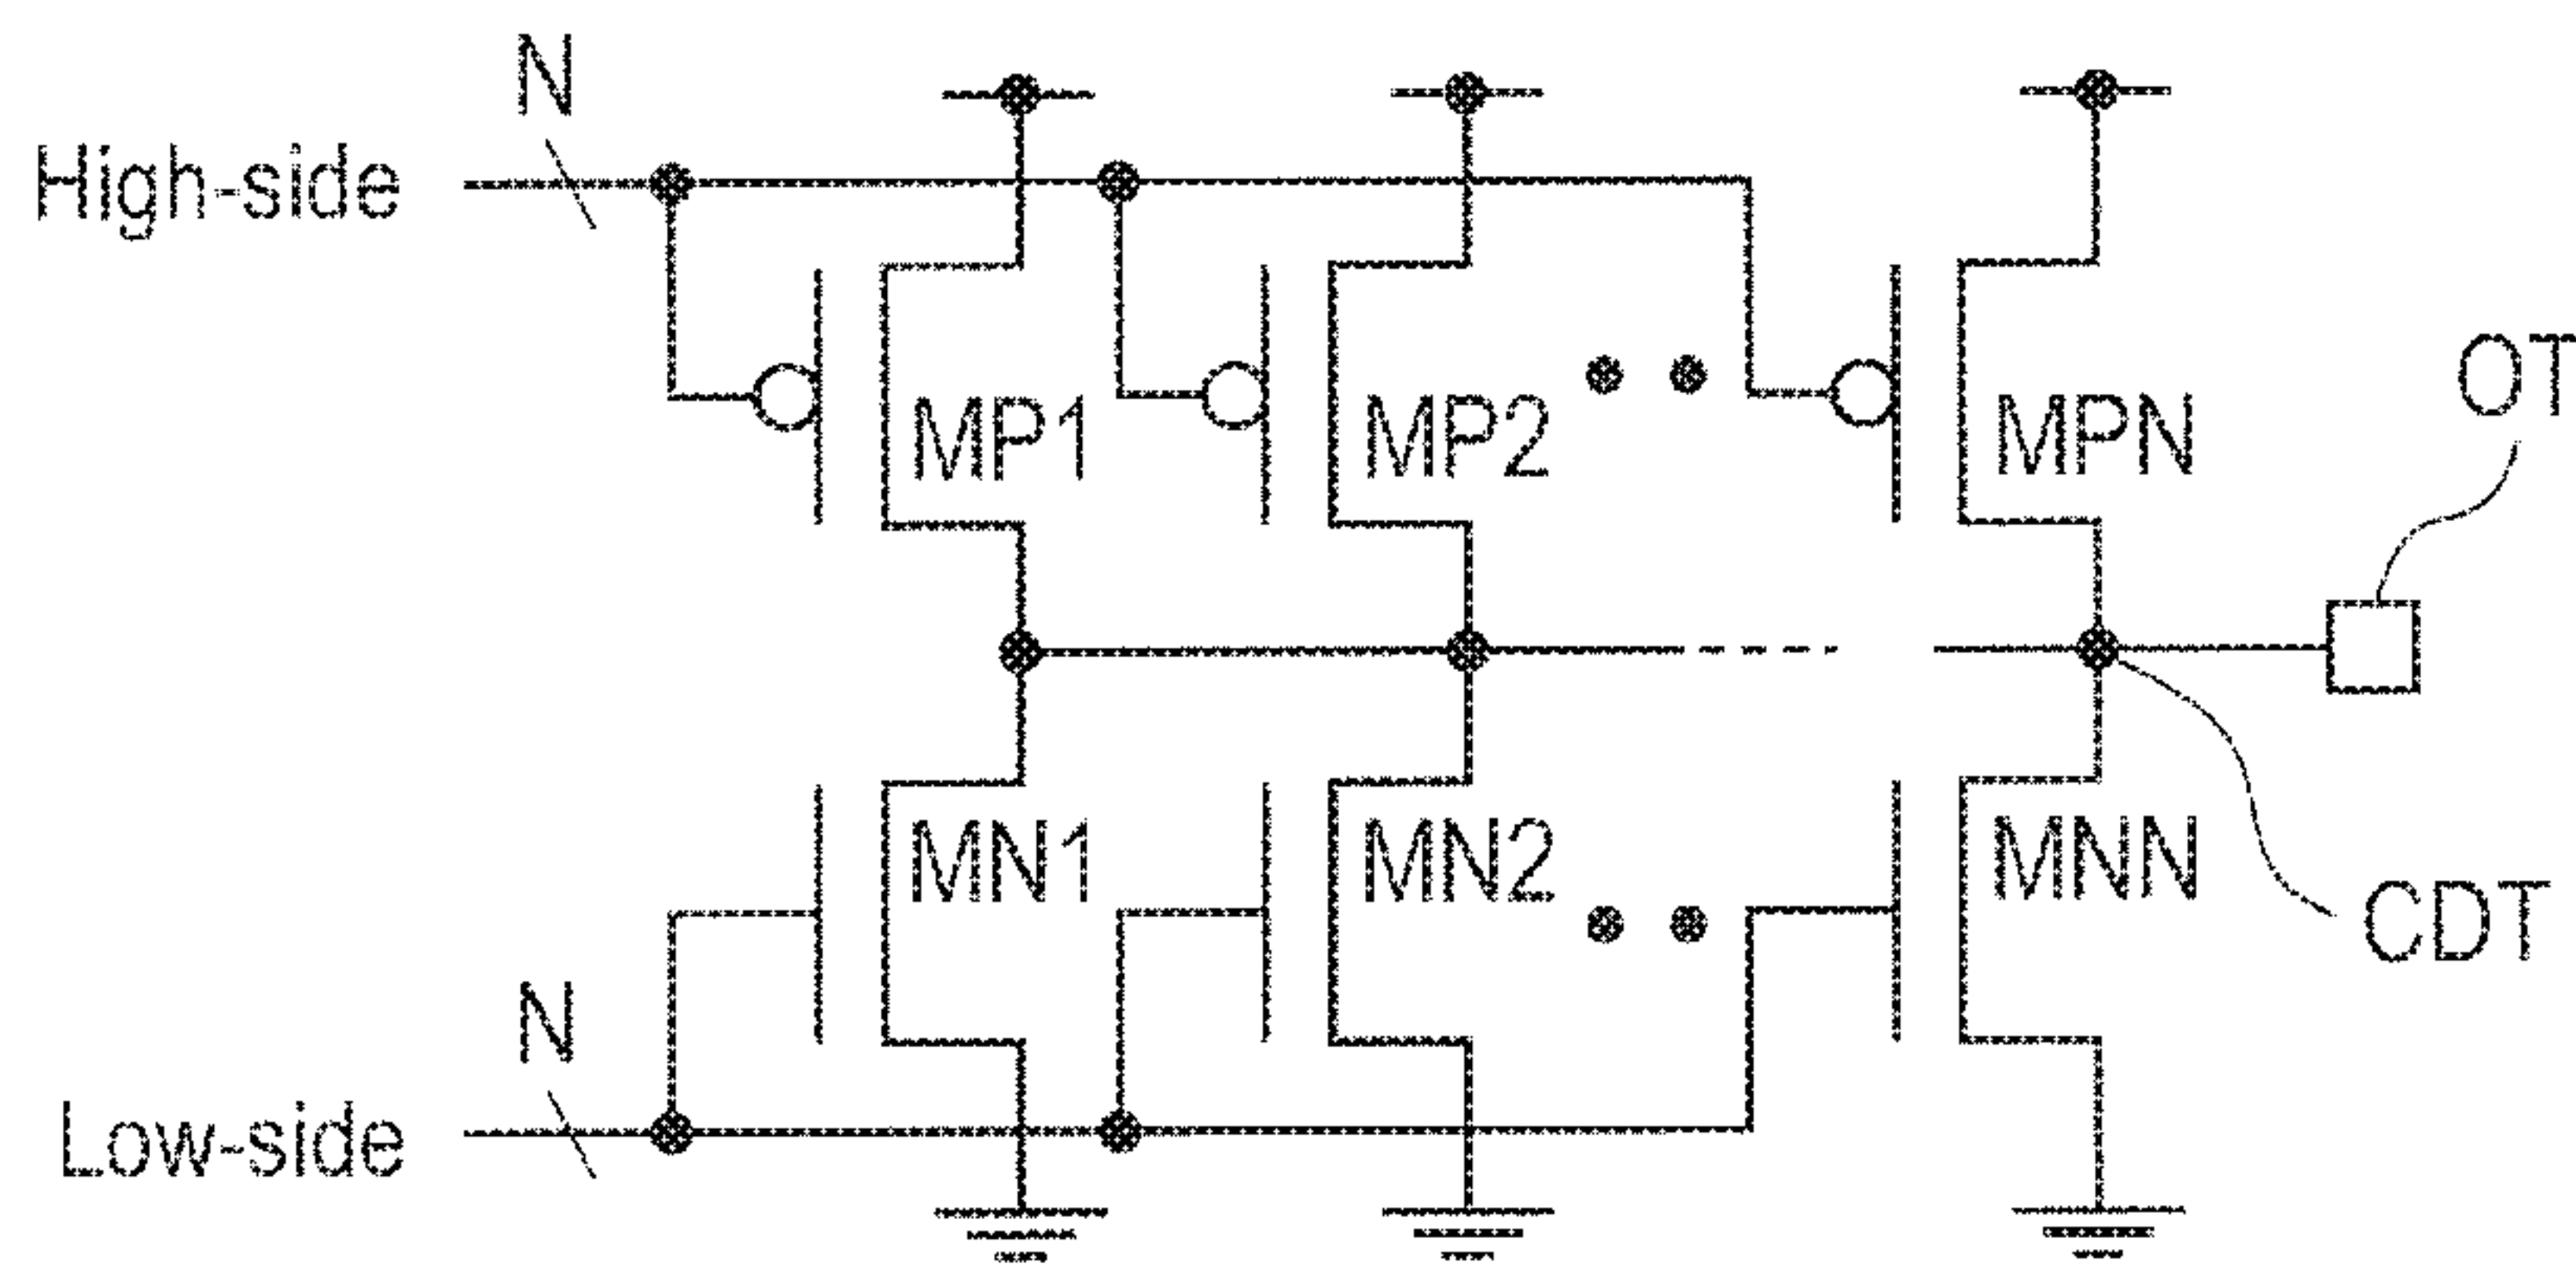 N
High-side
OT
MP1 MP2 MPN
MN1 MN2 MNN
CDT
N
Low-side